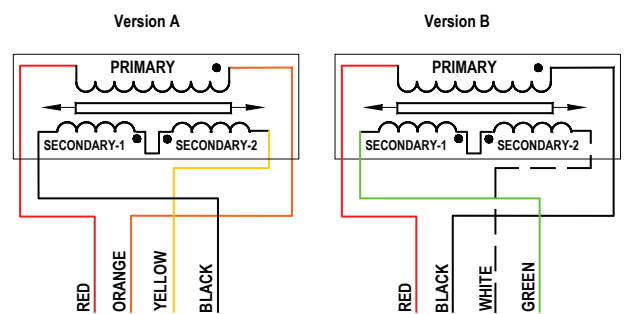 Version A
Version B
PRIMARY
PRIMARY
SECONDARY-1
SECONDARY-2
SECONDARY-1
SECONDARY-2
RED
ORANGE
YELLOW
BLACK
RED
BLACK
WHITE
GREEN